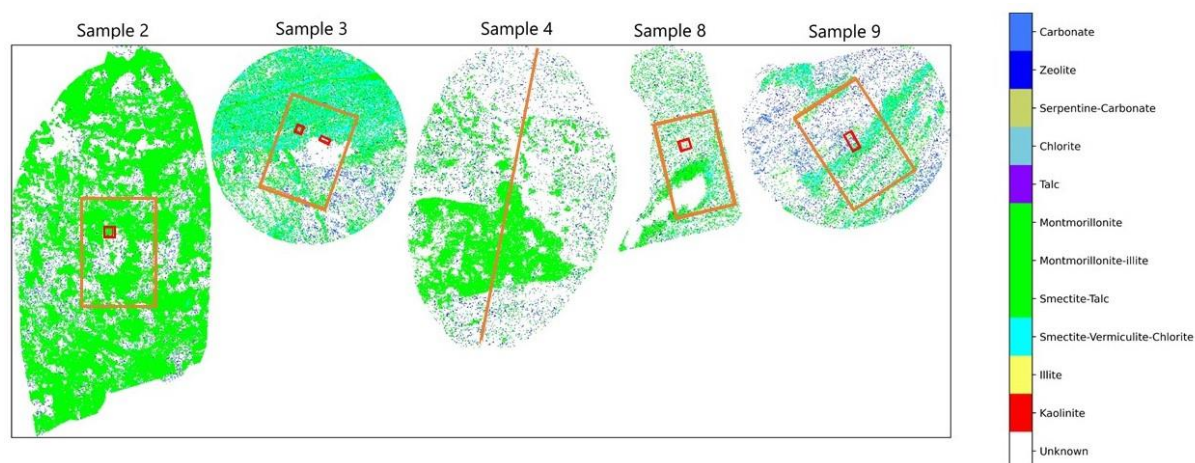 Sample 2
Sample 3
Sample 4
Sample 8
Sample 9
Carbonate
Zeolite
Serpentine-Carbonate
Chlorite
Talc
Montmorillonite
Montmorillonite-illite
Smectite-Talc
Smectite-Vermiculite-Chlorite
Illite
Kaolinite
Unknown